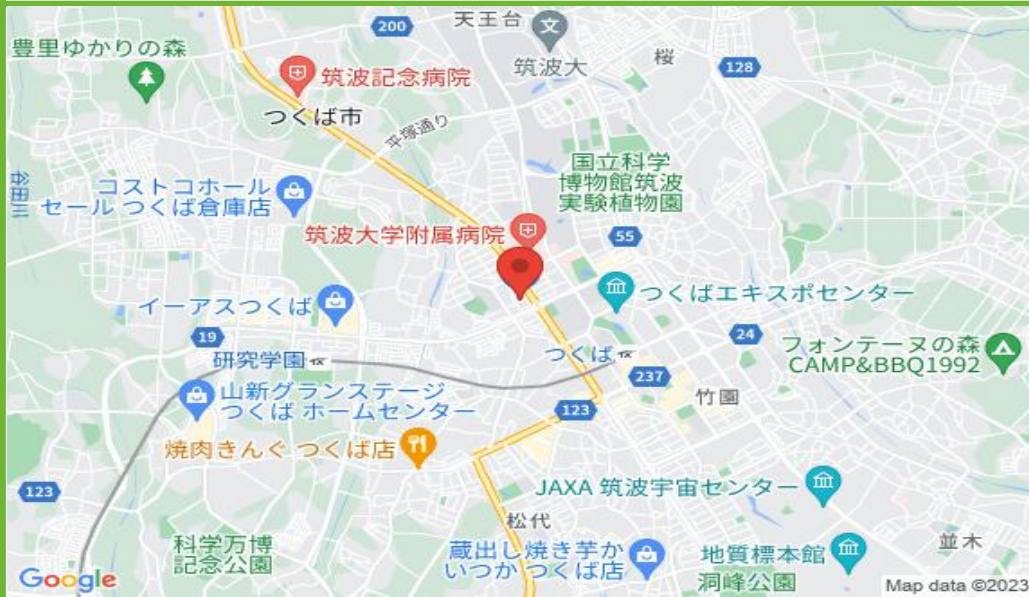 天王台
200
豊里ゆかりの森
筑波大
桜
128
筑波記念病院
つくば市
平塚通り
国立科学
博物館筑波
実験植物園
谷田川
コストコホール
セール つくば倉庫店
筑波大学附属病院
55
つくばエキスポセンター
イーアスつくば
19
24
研究学園
つくば
フォンテーヌの森
CAMP&BBQ1992
237
山新グランステージ
つくば ホームセンター
竹園
123
焼肉きんぐ つくば店
JAXA 筑波宇宙センター
123
松代
科学万博
記念公園
蔵出し焼き芋か
いつか つくば店
地質標本館
洞峰公園
並木
Google
Map data ©2023